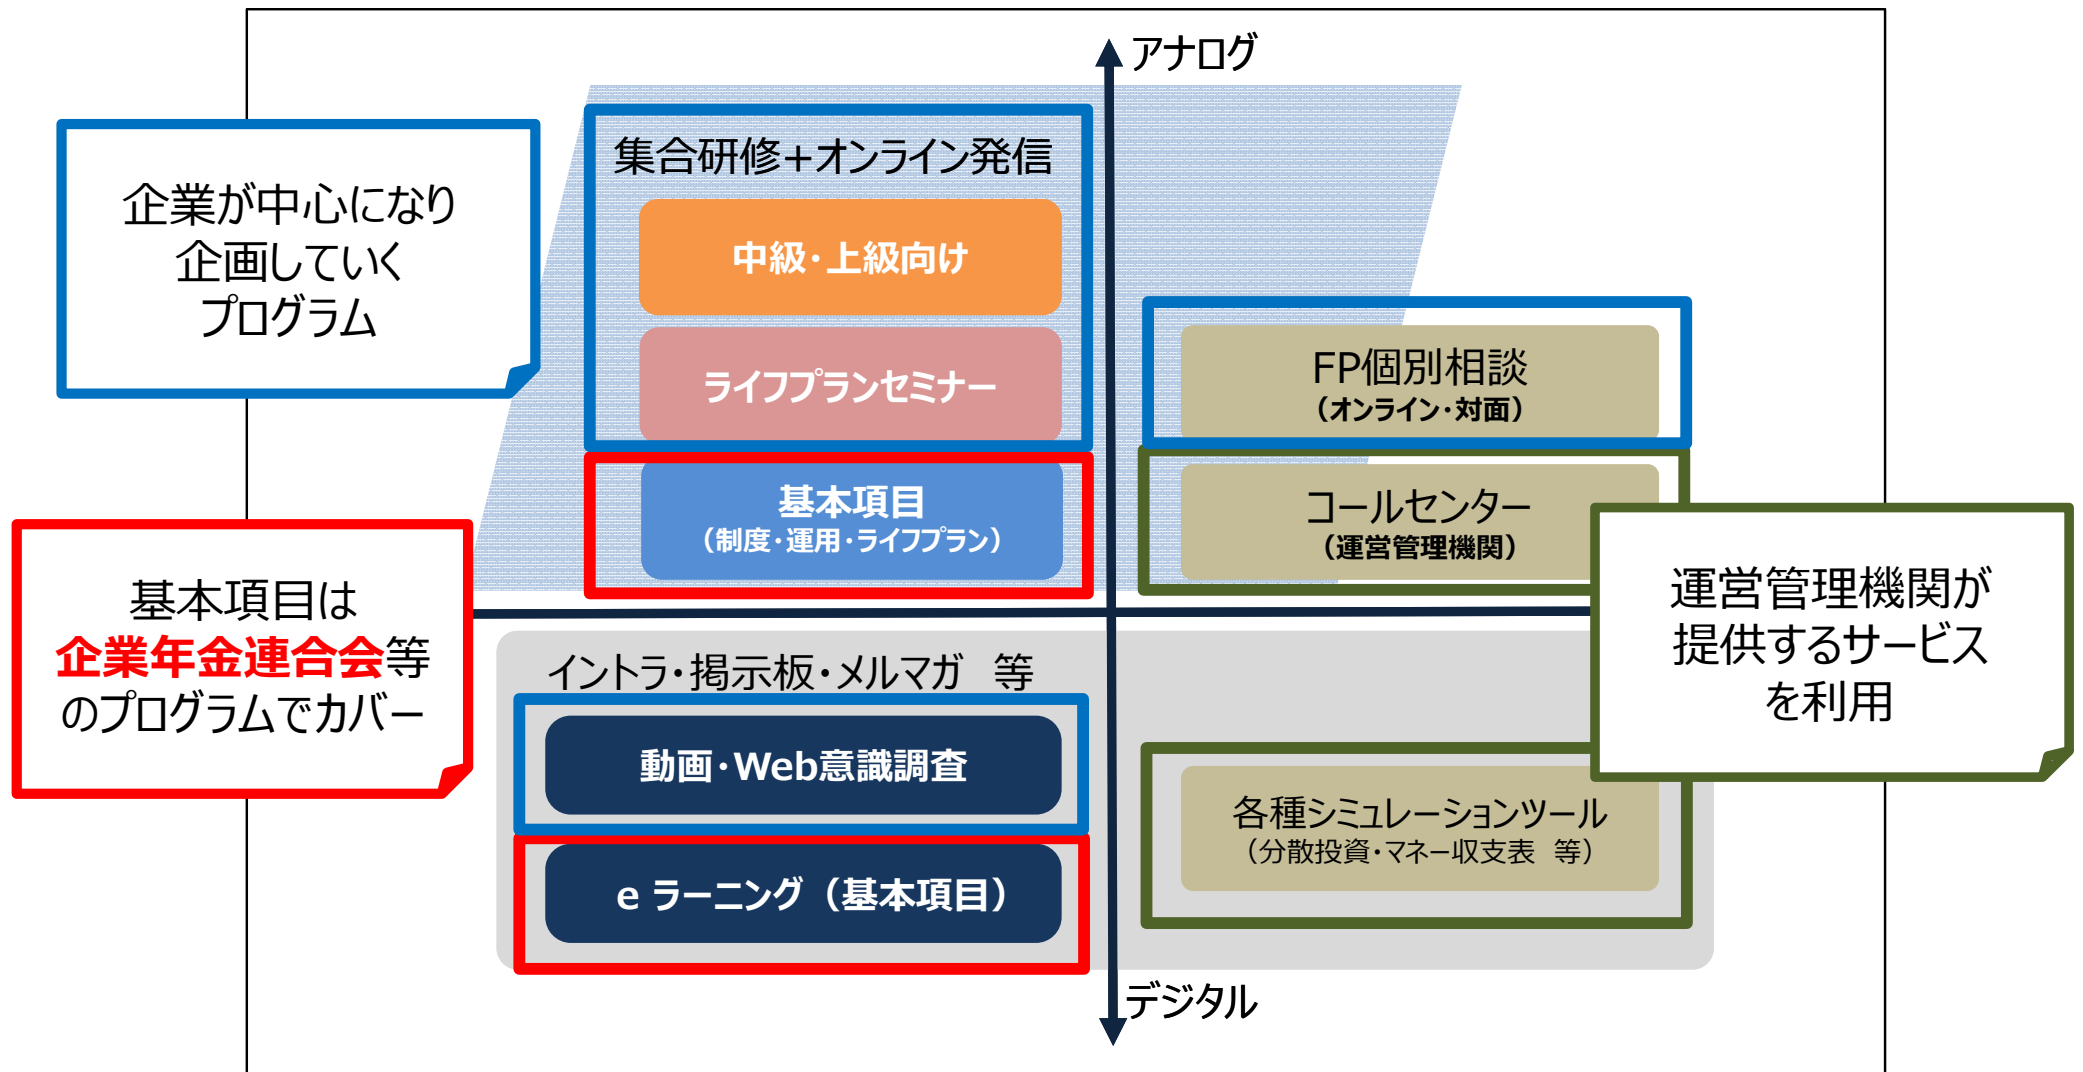 アナログ
集合研修+オンライン発信
中級・上級向け
ライフプランセミナー
基本項目
（制度・運用・ライフプラン）
企業が中心になり
企画していく
プログラム
基本項目は
企業年金連合会等
のプログラムでカバー
FP個別相談
（オンライン・対面）
コールセンター
（運営管理機関）
運営管理機関が
提供するサービス
を利用
イントラ・掲示板・メルマガ　等
動画・Web意識調査
e ラーニング（基本項目）
各種シミュレーションツール
（分散投資・マネー収支表　等）
デジタル